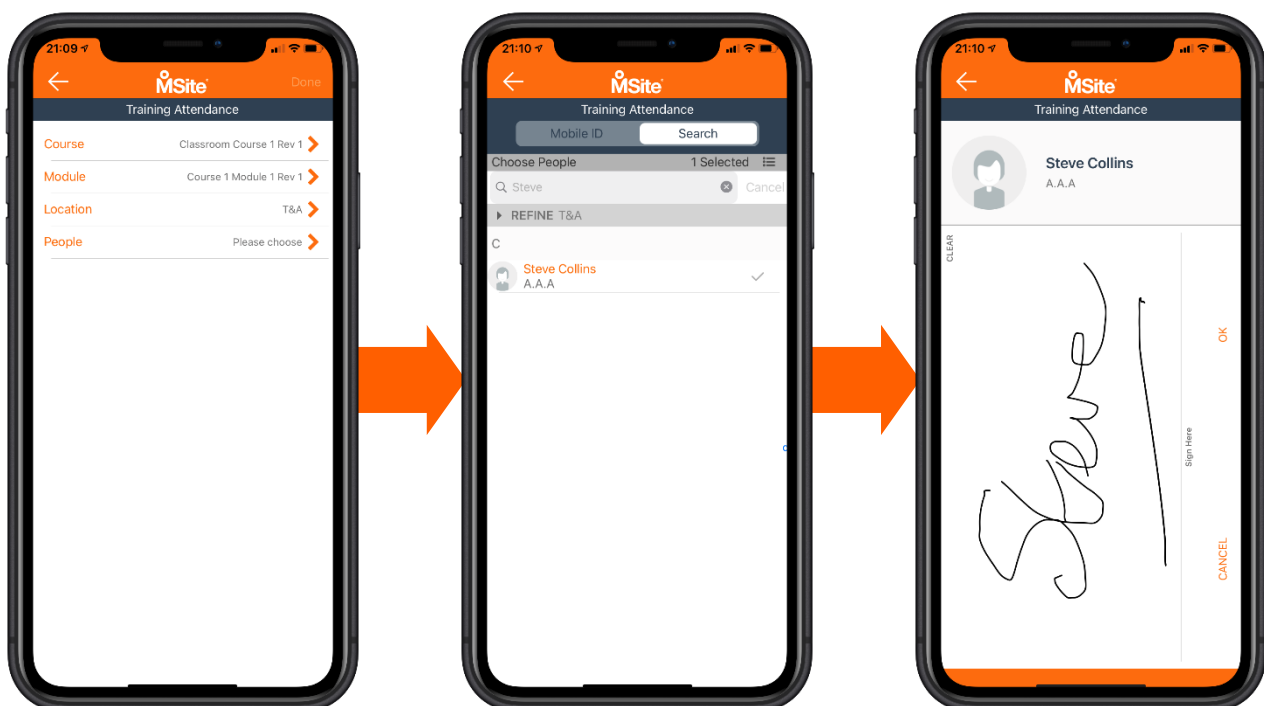 21:09
MSite
Done
Training Attendance
Course Classroom Course 1 Rev 1
Module Course 1 Module 1 Rev 1
Location T&A
People Please choose
21:10
MSite
Training Attendance
Mobile ID Search
Choose People 1 Selected
Steve Cancel
REFINE T&A
C
Steve Collins
A.A.A
21:10
MSite
Training Attendance
Steve Collins
A.A.A
CLEAR
Steve
Sign Here
CANCEL OK